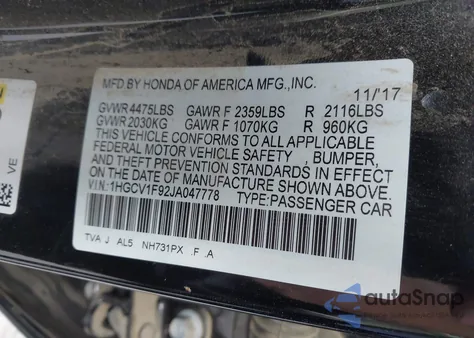 MFD BY HONDA OF AMERICA MFG.,INC. 11/17
GVWR 4475LBS GAWR F 2359LBS R 2116LBS
GVWR 2030KG GAWR F 1070KG R 960KG
THIS VEHICLE CONFORMS TO ALL APPLICABLE
FEDERAL MOTOR VEHICLE SAFETY , BUMPER,
AND THEFT PREVENTION STANDARDS IN EFFECT
ON THE DATE OF MANUFACTURE SHOWN ABOVE.
VIN:1HGCV1F92JA047778 TYPE:PASSENGER CAR
TVA J AL5 NH731PX .F .A
VE
autoSnap